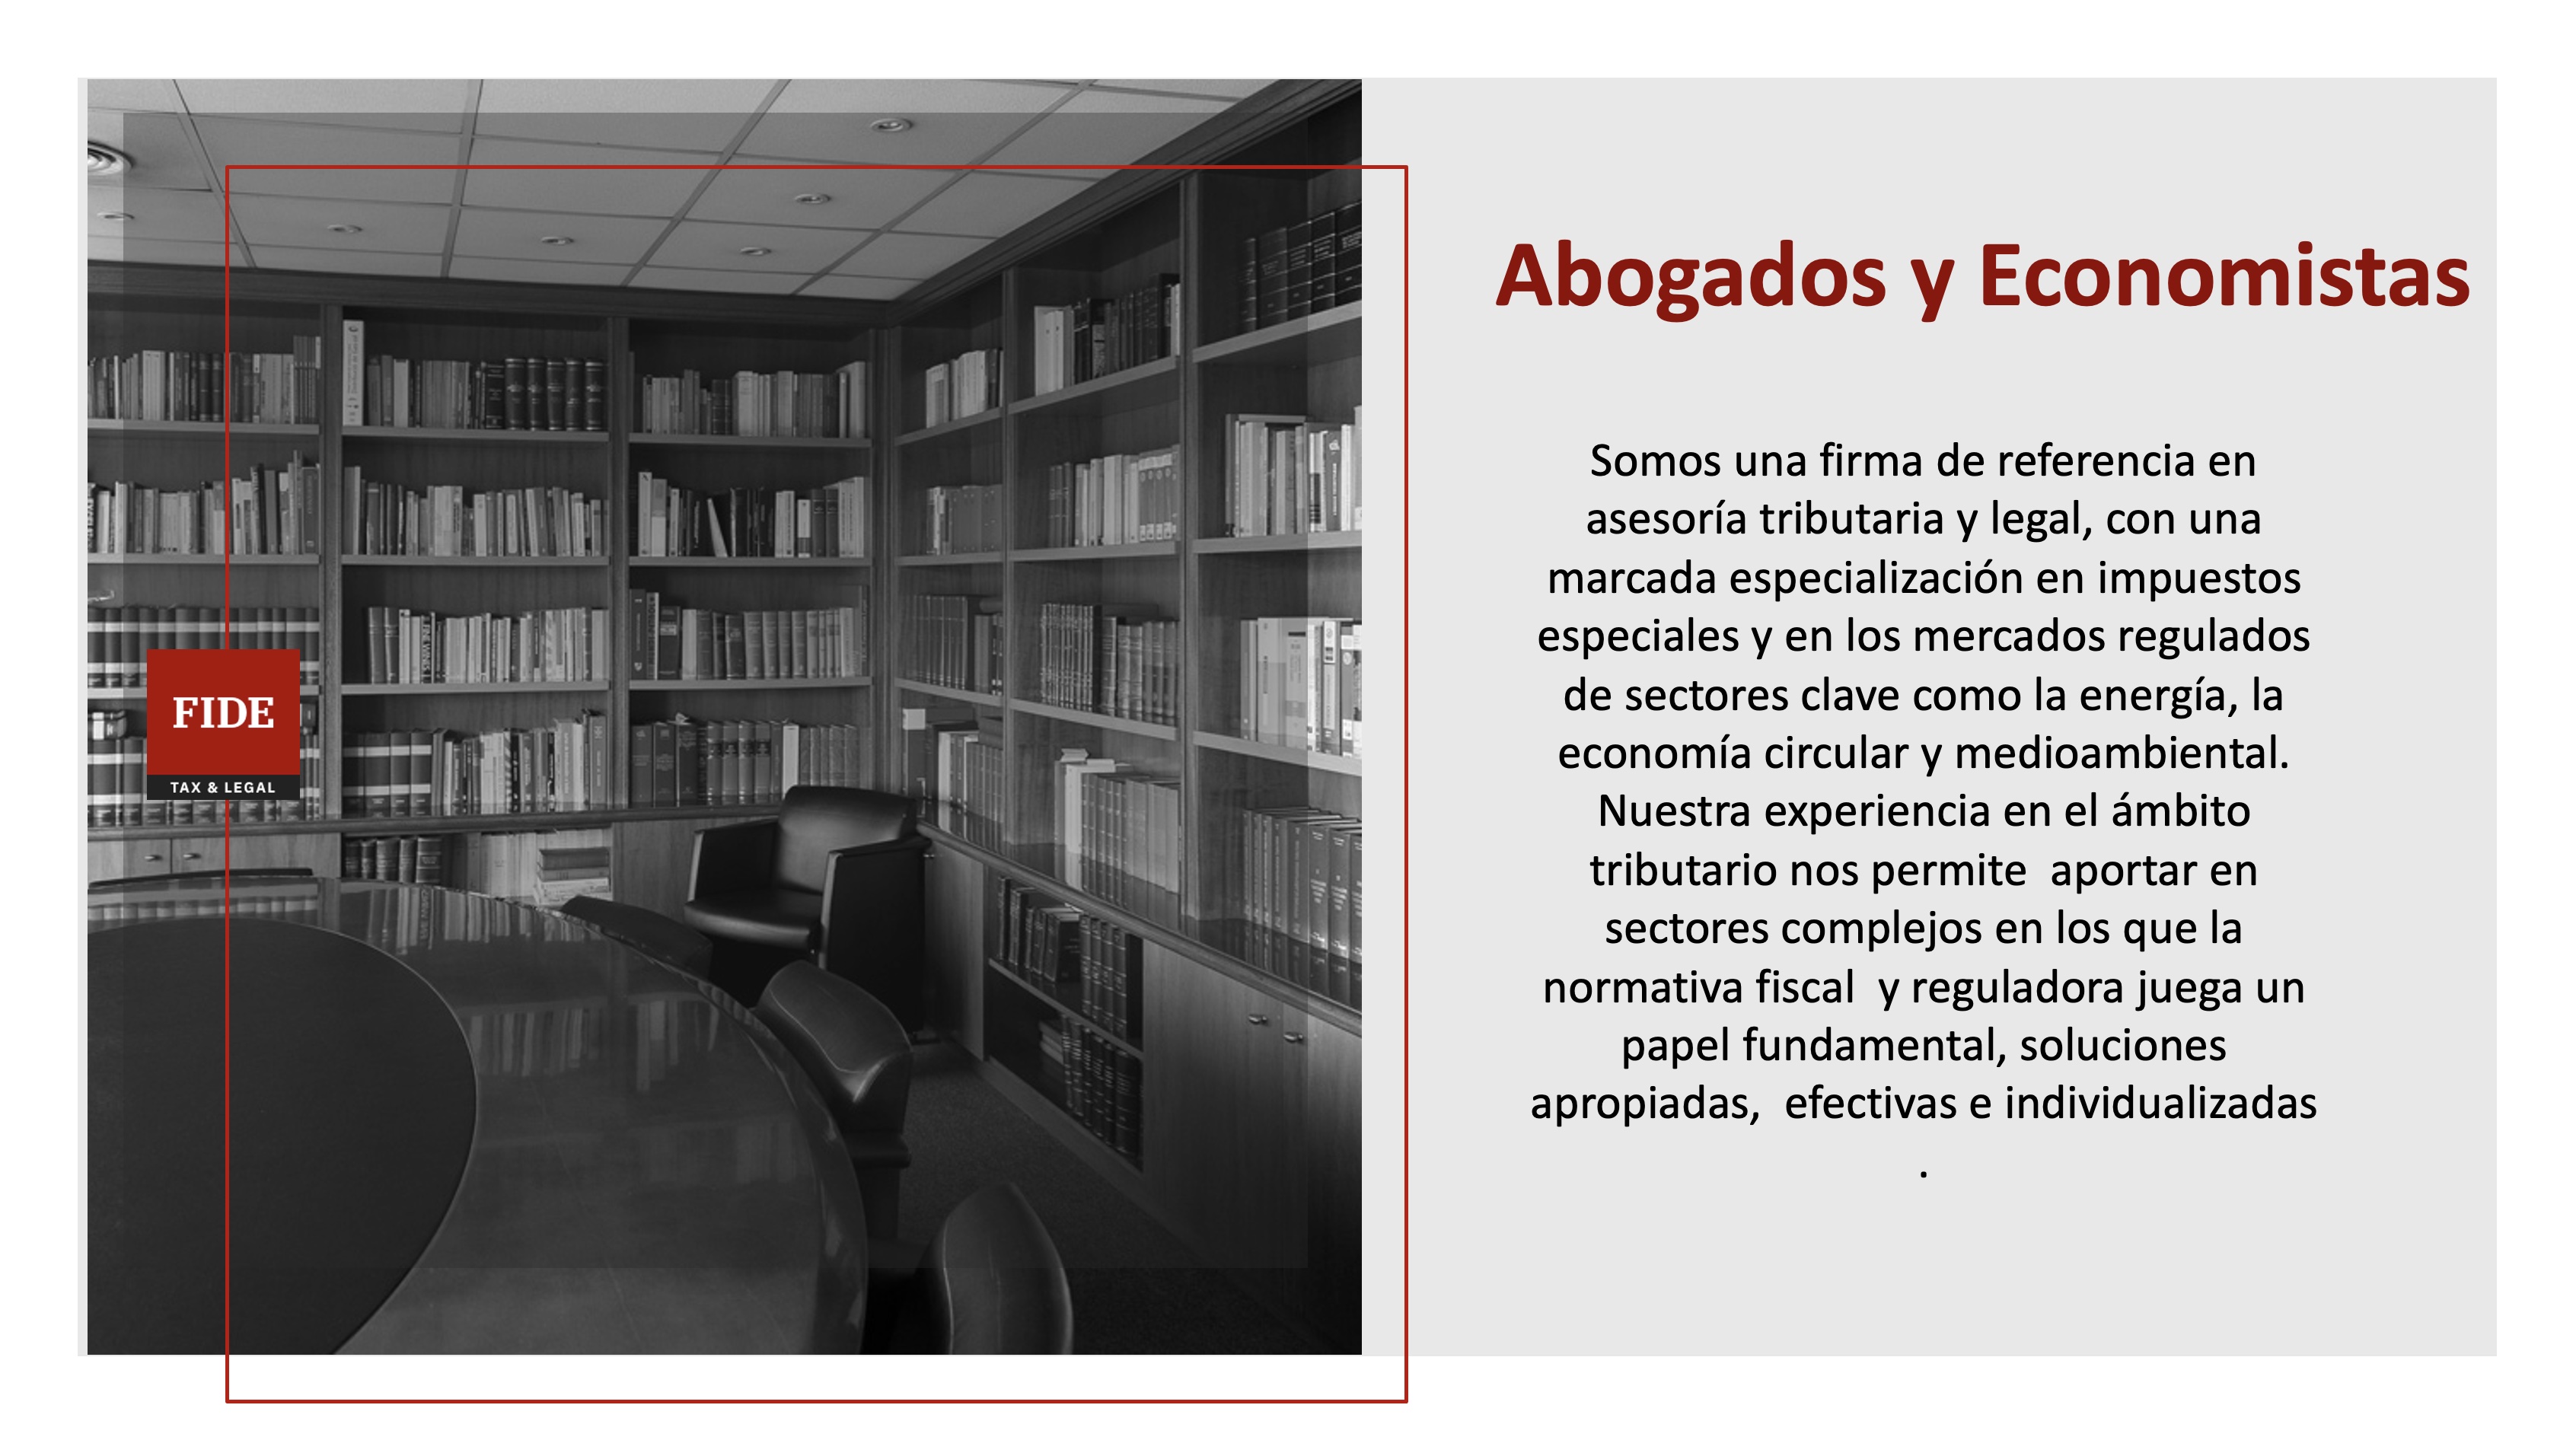 Abogados y Economistas
Somos una firma de referencia en
asesoría tributaria y legal, con una
marcada especialización en impuestos
especiales y en los mercados regulados
de sectores clave como la energía, la
economía circular y medioambiental.
Nuestra experiencia en el ámbito
tributario nos permite  aportar en
sectores complejos en los que la
normativa fiscal  y reguladora juega un
papel fundamental, soluciones
apropiadas,  efectivas e individualizadas
.
FIDE
TAX & LEGAL